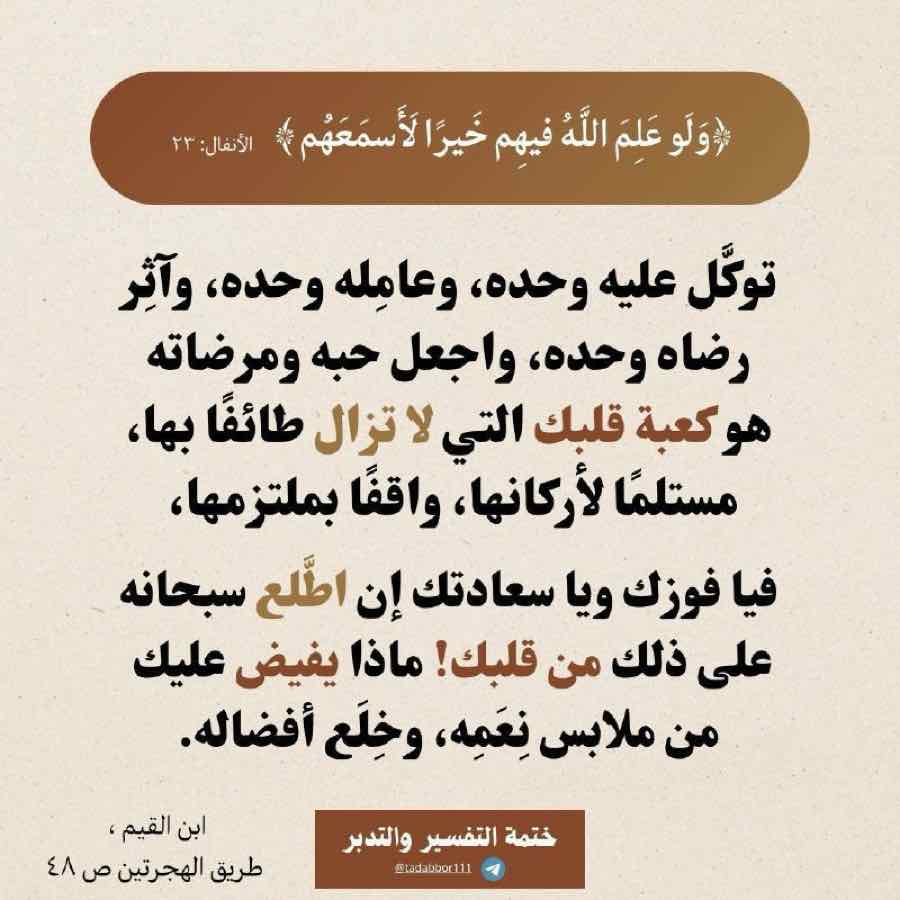 ﴿وَلَو عَلِمَ اللَّهُ فيهِم خَيرًا لَأَسمَعَهُم﴾ الأنفال: ٢٣
توكَّل عليه وحده، وعامِله وحده، وآثِر
رضاه وحده، واجعل حبه ومرضاته
هو كعبة قلبك التي لا تزال طائفًا بها،
مستلمًا لأركانها، واقفًا بملتزمها،
فيا فوزك ويا سعادتك إن اطَّلع سبحانه
على ذلك من قلبك! ماذا يفيض عليك
من ملابس نِعَمِه، وخِلَع أفضاله.
ابن القيم ،
طريق الهجرتين ص ٤٨
ختمة التفسير والتدبر
@tadabbor111